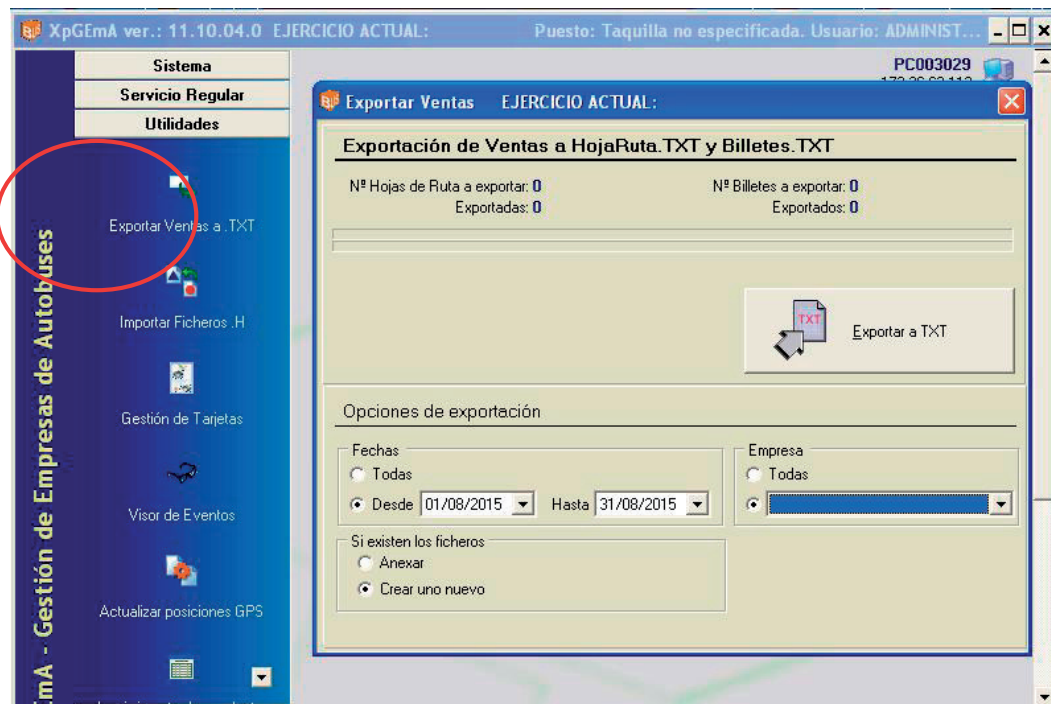 XpGEmA ver.: 11.10.04.0 EJERCICIO ACTUAL: Puesto: Taquilla no especificada. Usuario: ADMINIST...
Sistema
Servicio Regular
Utilidades
Exportar Ventas a .TXT
Importar Ficheros .H
Gestión de Tarjetas
Visor de Eventos
Actualizar posiciones GPS
EmA - Gestión de Empresas de Autobuses
PC003029
Exportar Ventas EJERCICIO ACTUAL:
Exportación de Ventas a HojaRuta.TXT y Billetes.TXT
Nº Hojas de Ruta a exportar: 0 Nº Billetes a exportar: 0
Exportadas: 0 Exportados: 0
TXT
Exportar a TXT
Opciones de exportación
Fechas
Todas
Desde 01/08/2015 Hasta 31/08/2015
Empresa
Todas
Si existen los ficheros
Anexar
Crear uno nuevo